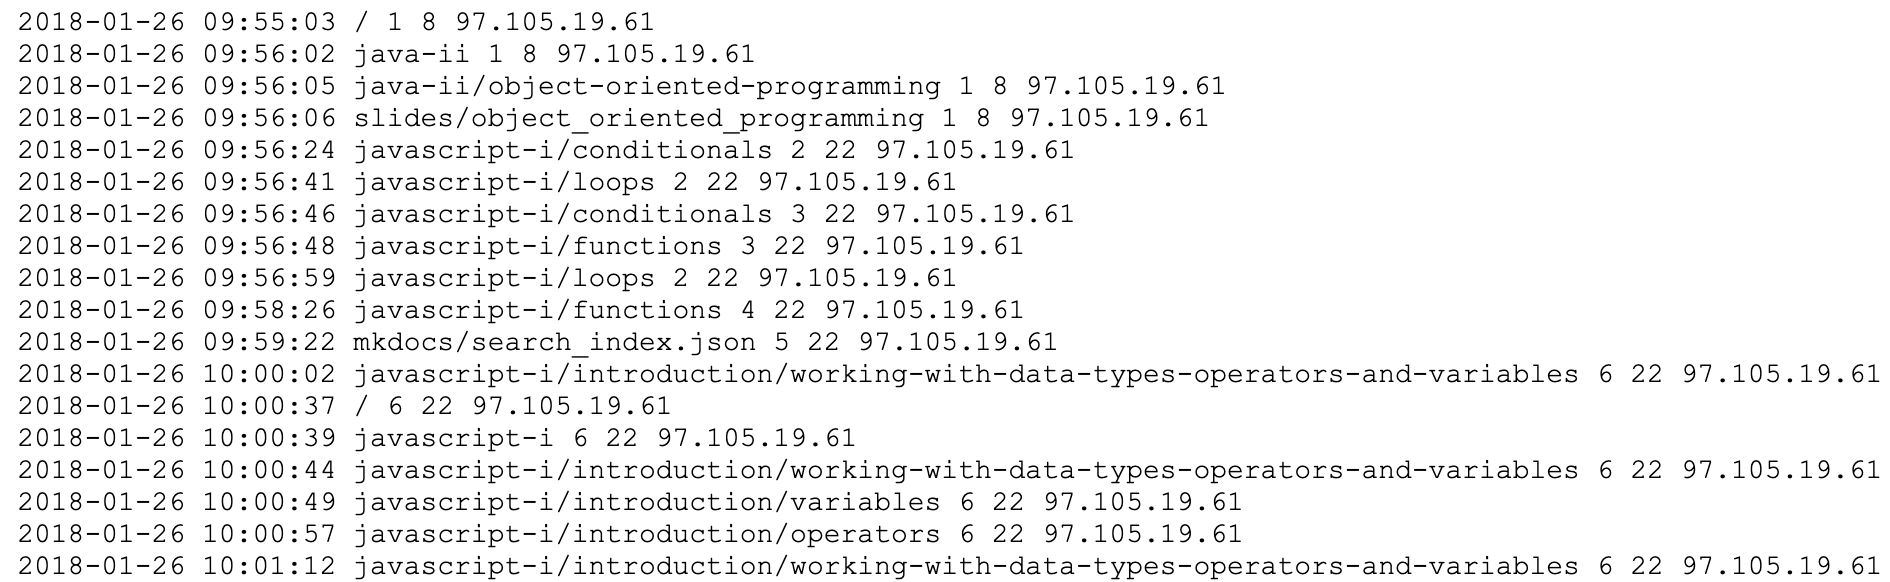 2018-01-26 09:55:03 / 1 8 97.105.19.61
2018-01-26 09:56:02 java-ii 1 8 97.105.19.61
2018-01-26 09:56:05 java-ii/object-oriented-programming 1 8 97.105.19.61
2018-01-26 09:56:06 slides/object_oriented_programming 1 8 97.105.19.61
2018-01-26 09:56:24 javascript-i/conditionals 2 22 97.105.19.61
2018-01-26 09:56:41 javascript-i/loops 2 22 97.105.19.61
2018-01-26 09:56:46 javascript-i/conditionals 3 22 97.105.19.61
2018-01-26 09:56:48 javascript-i/functions 3 22 97.105.19.61
2018-01-26 09:56:59 javascript-i/loops 2 22 97.105.19.61
2018-01-26 09:58:26 javascript-i/functions 4 22 97.105.19.61
2018-01-26 09:59:22 mkdocs/search_index.json 5 22 97.105.19.61
2018-01-26 10:00:02 javascript-i/introduction/working-with-data-types-operators-and-variables 6 22 97.105.19.61
2018-01-26 10:00:37 / 6 22 97.105.19.61
2018-01-26 10:00:39 javascript-i 6 22 97.105.19.61
2018-01-26 10:00:44 javascript-i/introduction/working-with-data-types-operators-and-variables 6 22 97.105.19.61
2018-01-26 10:00:49 javascript-i/introduction/variables 6 22 97.105.19.61
2018-01-26 10:00:57 javascript-i/introduction/operators 6 22 97.105.19.61
2018-01-26 10:01:12 javascript-i/introduction/working-with-data-types-operators-and-variables 6 22 97.105.19.61